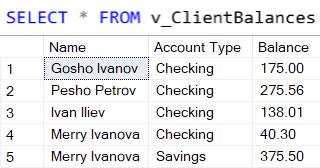 SELECT * FROM v_ClientBalances
Name Account Type Balance
1 Gosho Ivanov Checking 175.00
2 Pesho Petrov Checking 275.56
3 Ivan Iliev Checking 138.01
4 Merry Ivanova Checking 40.30
5 Merry Ivanova Savings 375.50